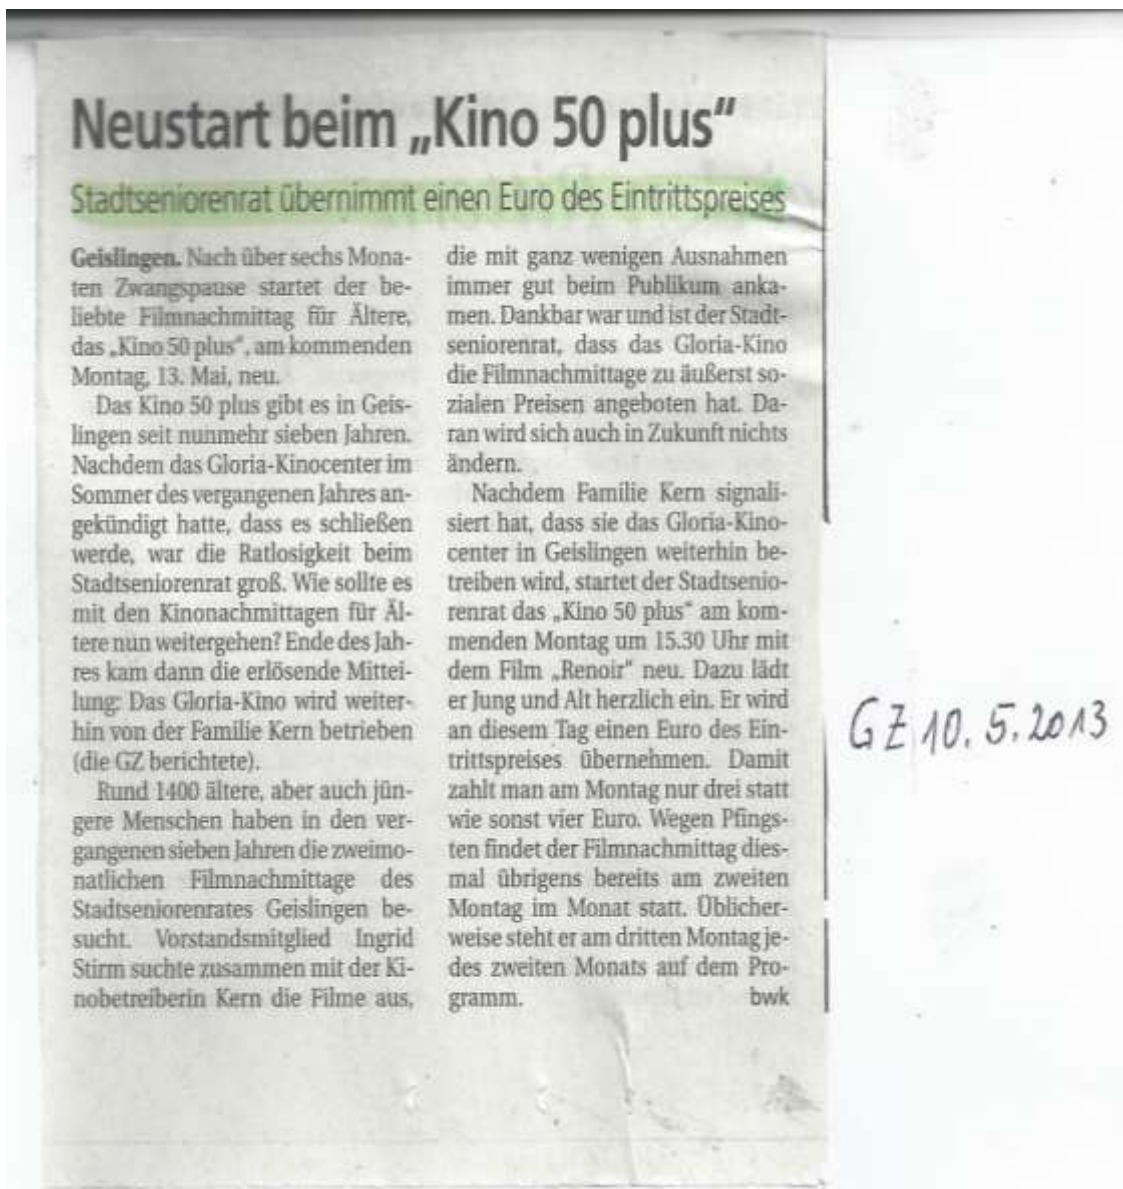 Neustart beim „Kino 50 plus“
Stadtseniorenrat übernimmt einen Euro des Eintrittspreises
Geislingen. Nach über sechs Mona-
ten Zwangspause startet der be-
liebte Filmnachmittag für Ältere,
das „Kino 50 plus“, am kommenden
Montag, 13. Mai, neu.
Das Kino 50 plus gibt es in Geis-
lingen seit nunmehr sieben Jahren.
Nachdem das Gloria-Kinocenter im
Sommer des vergangenen Jahres an-
gekündigt hatte, dass es schließen
werde, war die Ratlosigkeit beim
Stadtseniorenrat groß. Wie sollte es
mit den Kinonachmittagen für Äl-
tere nun weitergehen? Ende des Jah-
res kam dann die erlösende Mittei-
lung: Das Gloria-Kino wird weiter-
hin von der Familie Kern betrieben
(die GZ berichtete).
Rund 1400 ältere, aber auch jün-
gere Menschen haben in den ver-
gangenen sieben Jahren die zweimo-
natlichen Filmnachmittage des
Stadtseniorenrates Geislingen be-
sucht. Vorstandsmitglied Ingrid
Stirm suchte zusammen mit der Ki-
nobetreiberin Kern die Filme aus,
die mit ganz wenigen Ausnahmen
immer gut beim Publikum anka-
men. Dankbar war und ist der Stadt-
seniorenrat, dass das Gloria-Kino
die Filmnachmittage zu äußerst so-
zialen Preisen angeboten hat. Da-
ran wird sich auch in Zukunft nichts
ändern.
Nachdem Familie Kern signali-
siert hat, dass sie das Gloria-Kino-
center in Geislingen weiterhin be-
treiben wird, startet der Stadtsenio-
renrat das „Kino 50 plus“ am kom-
menden Montag um 15.30 Uhr mit
dem Film „Renoir“ neu. Dazu lädt
er Jung und Alt herzlich ein. Er wird
an diesem Tag einen Euro des Ein-
trittspreises übernehmen. Damit
zahlt man am Montag nur drei statt
wie sonst vier Euro. Wegen Pfings-
ten findet der Filmnachmittag dies-
mal übrigens bereits am zweiten
Montag im Monat statt. Üblicher-
weise steht er am dritten Montag je-
des zweiten Monats auf dem Pro-
gramm. bwk
GZ 10.5.2013